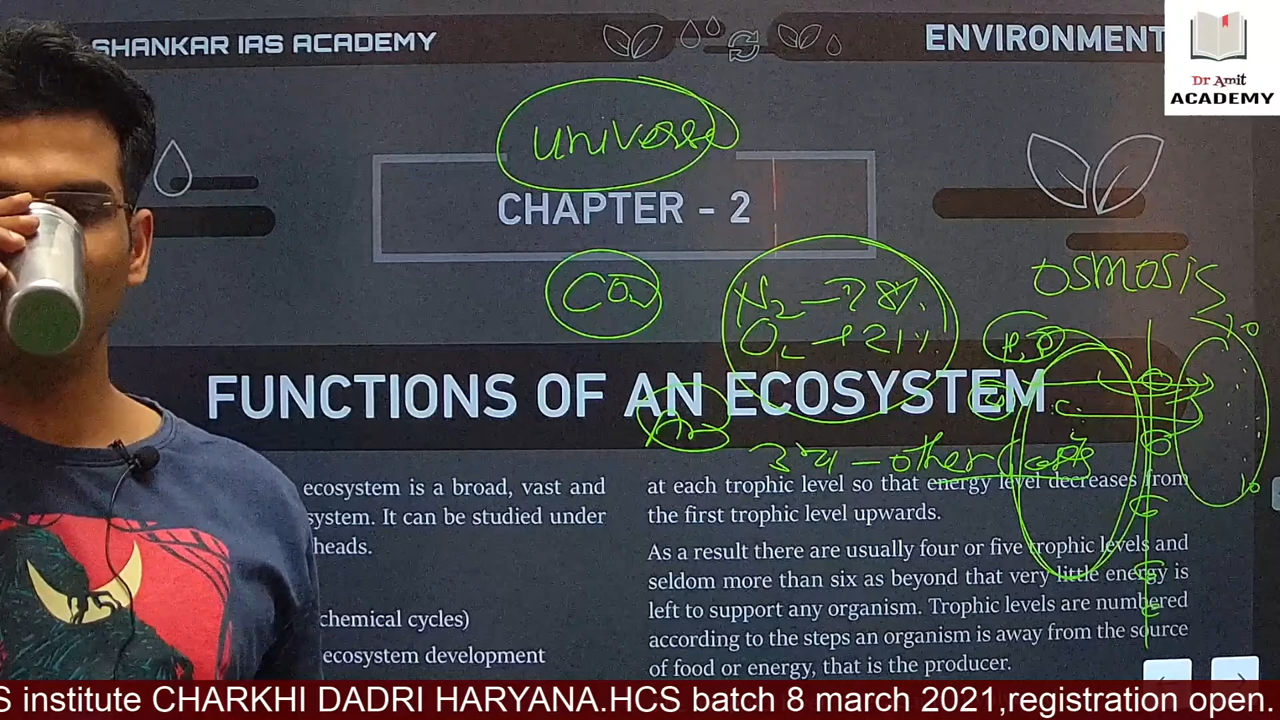 SHANKAR IAS ACADEMY
ENVIRONMENT
Dr Amit
ACADEMY
universe
CHAPTER - 2
CO2
N2 - 78%
O2 - 21%
OSMOSIS
FUNCTIONS OF AN ECOSYSTEM
- other
ecosystem is a broad, vast and
system. It can be studied under
heads.
chemical cycles)
ecosystem development
at each trophic level so that energy level decreases from
the first trophic level upwards.
As a result there are usually four or five trophic levels and
seldom more than six as beyond that very little energy is
left to support any organism. Trophic levels are numbered
according to the steps an organism is away from the source
of food or energy, that is the producer.
S institute CHARKHI DADRI HARYANA.HCS batch 8 march 2021,registration open.